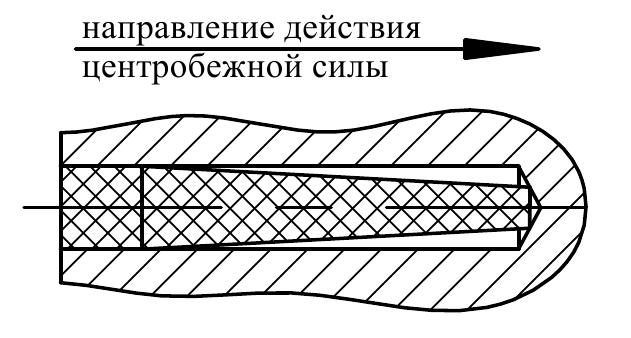 направление действия
центробежной силы